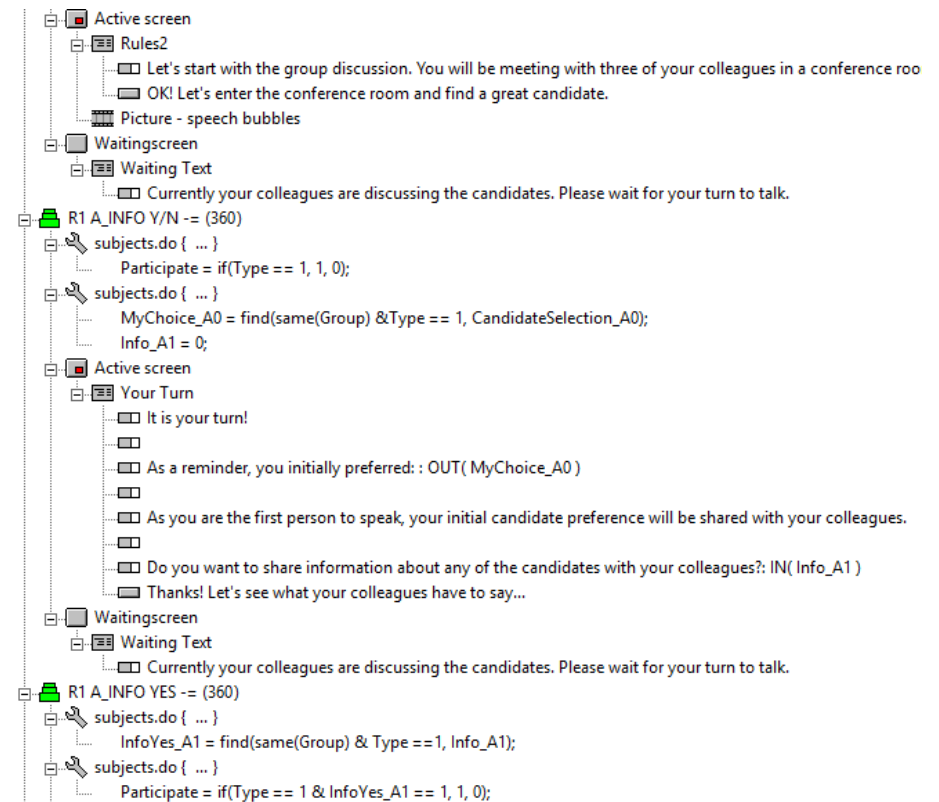 Active screen
Rules2
Let's start with the group discussion. You will be meeting with three of your colleagues in a conference roo
OK! Let's enter the conference room and find a great candidate.
Picture - speech bubbles
Waitingscreen
Waiting Text
Currently your colleagues are discussing the candidates. Please wait for your turn to talk.
R1 A_INFO Y/N -= (360)
subjects.do { ... }
Participate = if(Type == 1, 1, 0);
subjects.do { ... }
MyChoice_A0 = find(same(Group) &Type == 1, CandidateSelection_A0);
Info_A1 = 0;
Active screen
Your Turn
It is your turn!
As a reminder, you initially preferred: : OUT( MyChoice_A0 )
As you are the first person to speak, your initial candidate preference will be shared with your colleagues.
Do you want to share information about any of the candidates with your colleagues?: IN( Info_A1 )
Thanks! Let's see what your colleagues have to say...
Waitingscreen
Waiting Text
Currently your colleagues are discussing the candidates. Please wait for your turn to talk.
R1 A_INFO YES -= (360)
subjects.do { ... }
InfoYes_A1 = find(same(Group) & Type ==1, Info_A1);
subjects.do { ... }
Participate = if(Type == 1 & InfoYes_A1 == 1, 1, 0);